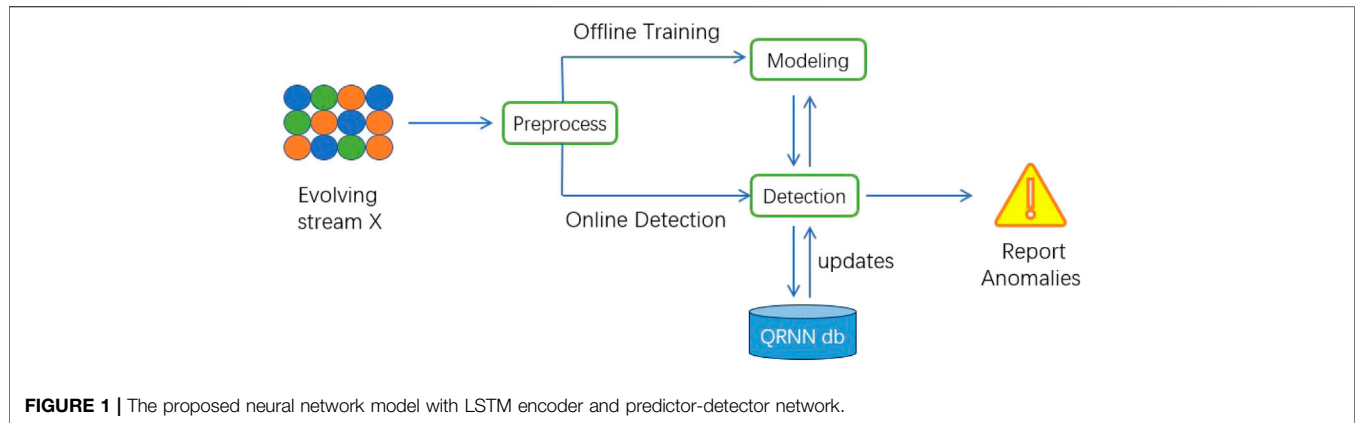 Offline Training
Modeling
Preprocess
Evolving
stream X
Online Detection
Detection
updates
Report
Anomalies
QRNN db
FIGURE 1 | The proposed neural network model with LSTM encoder and predictor-detector network.